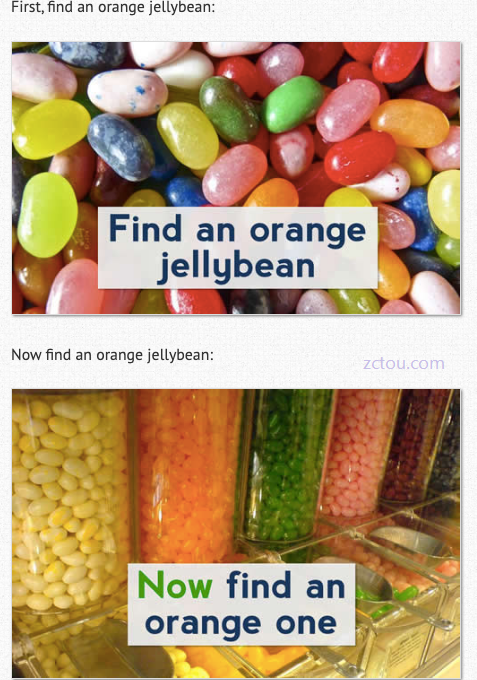 First, find an orange jellybean:
Find an orange
jellybean
Now find an orange jellybean:
zctou.com
Now find an
orange one